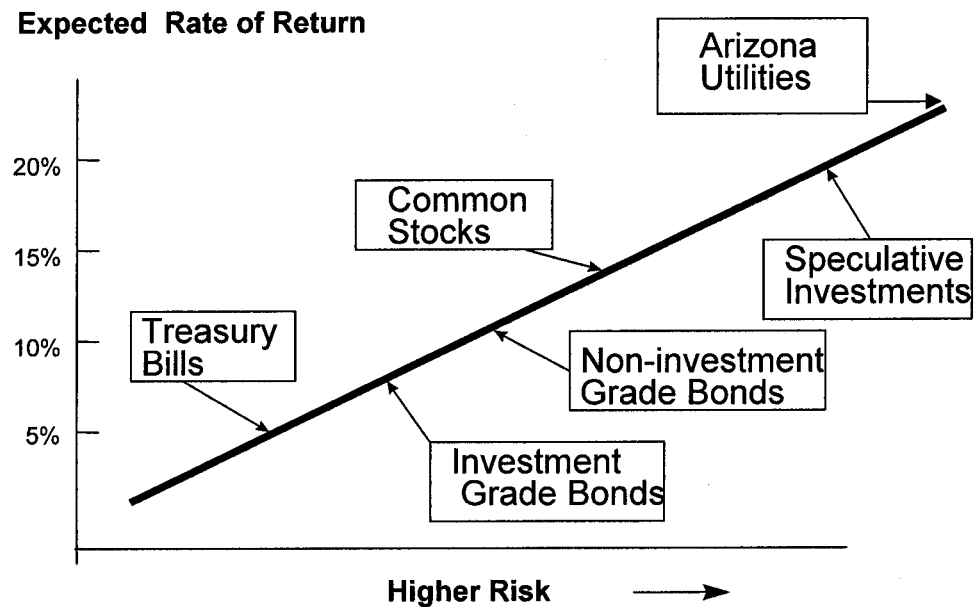 Expected Rate of Return
Arizona
Utilities
20%
Common
Stocks
15%
Speculative
Investments
Treasury
Bills
10%
Non-investment
Grade Bonds
5%
Investment
Grade Bonds
Higher Risk